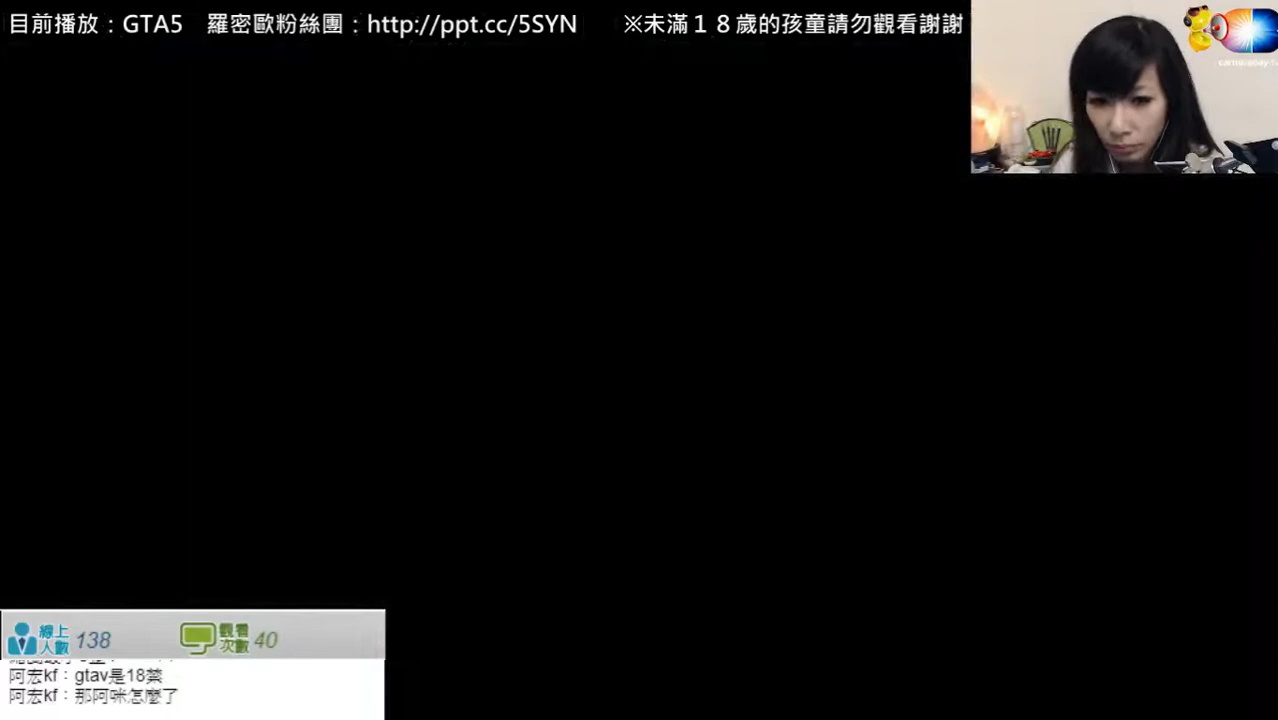 目前播放：GTA5 羅密歐粉絲團：http://ppt.cc/5SYN ※未滿１８歲的孩童請勿觀看謝謝
線上人數 138 觀看次數 40
阿宏kf：gtav是18禁
阿宏kf：那阿咪怎麼了